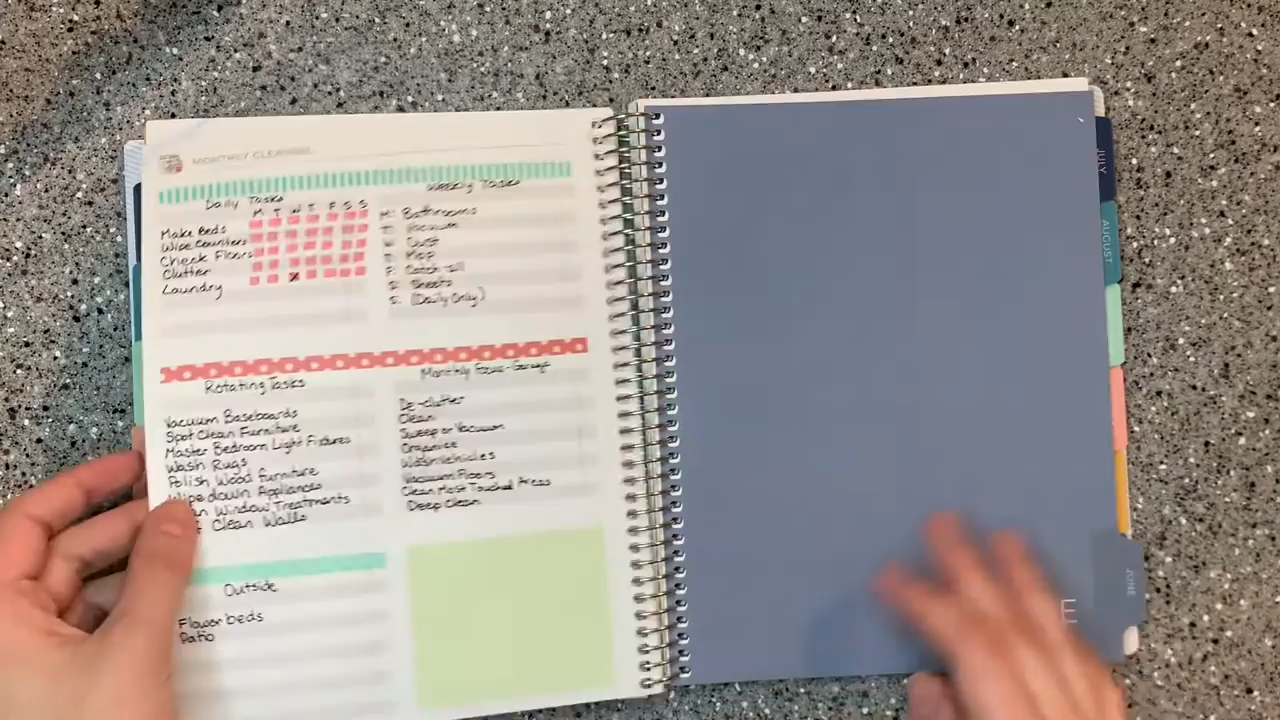 MONTHLY CLEANING
Daily Tasks
M T W T F S S
Make Beds
Wipe Counters
Check Floors
Clutter
Laundry
Weekly Tasks
M: Bathrooms
T: Vacuum
W: Dust
T: Mop
F: Catch-all
S: Sheets
S: (Daily Only)
Rotating Tasks
Vacuum Baseboards
Spot Clean Furniture
Master Bedroom Light Fixtures
Wash Rugs
Polish Wood Furniture
Wipe down Appliances
Window Treatments
Clean Walls
Monthly Focus-Garage
De-clutter
Clean
Sweep or Vacuum
Organize
Wash Vehicles
Vacuum Floors
Clean Most Touched Areas
Deep Clean
Outside
Flower beds
Patio
JULY
AUGUST
JUNE
E